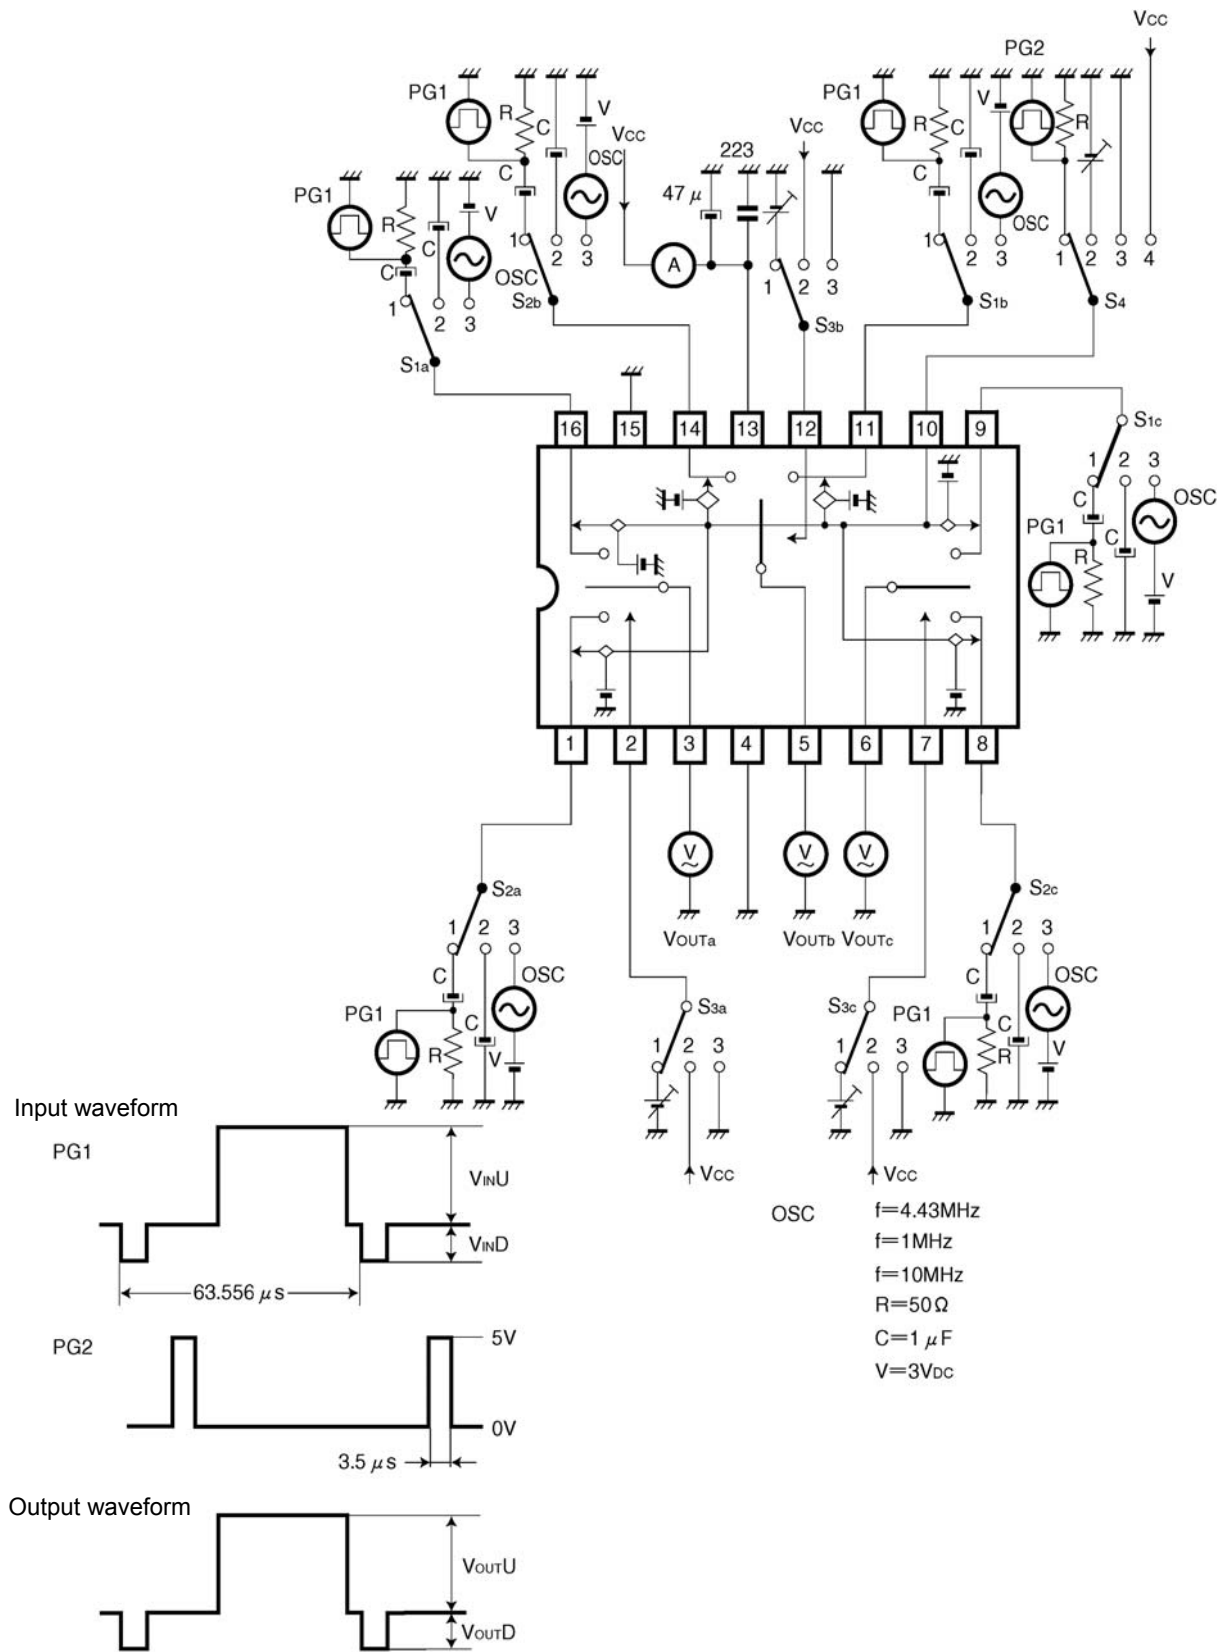 VCC
PG2
PG1
R
C
V
OSC
1
2
3
S2b
VCC
223
47 μ
A
VCC
1
2
3
S3b
PG1
R
C
C
V
OSC
1
2
3
S1b
R
1
2
3
4
S4
PG1
R
C
C
V
OSC
1
2
3
S1a
C
16
15
14
13
12
11
10
9
S1c
1
2
3
C
OSC
PG1
C
R
V
1
2
3
4
5
6
7
8
V
V
V
VOUTa
VOUTb
VOUTc
S2a
1
2
3
C
OSC
PG1
C
R
V
S2c
1
2
3
C
OSC
PG1
C
R
V
S3a
1
2
3
VCC
S3c
1
2
3
VCC
Input waveform
PG1
VINU
VIND
63.556 μs
PG2
5V
0V
3.5 μs
Output waveform
VOUTU
VOUTD
OSC
f=4.43MHz
f=1MHz
f=10MHz
R=50Ω
C=1 μF
V=3VDC